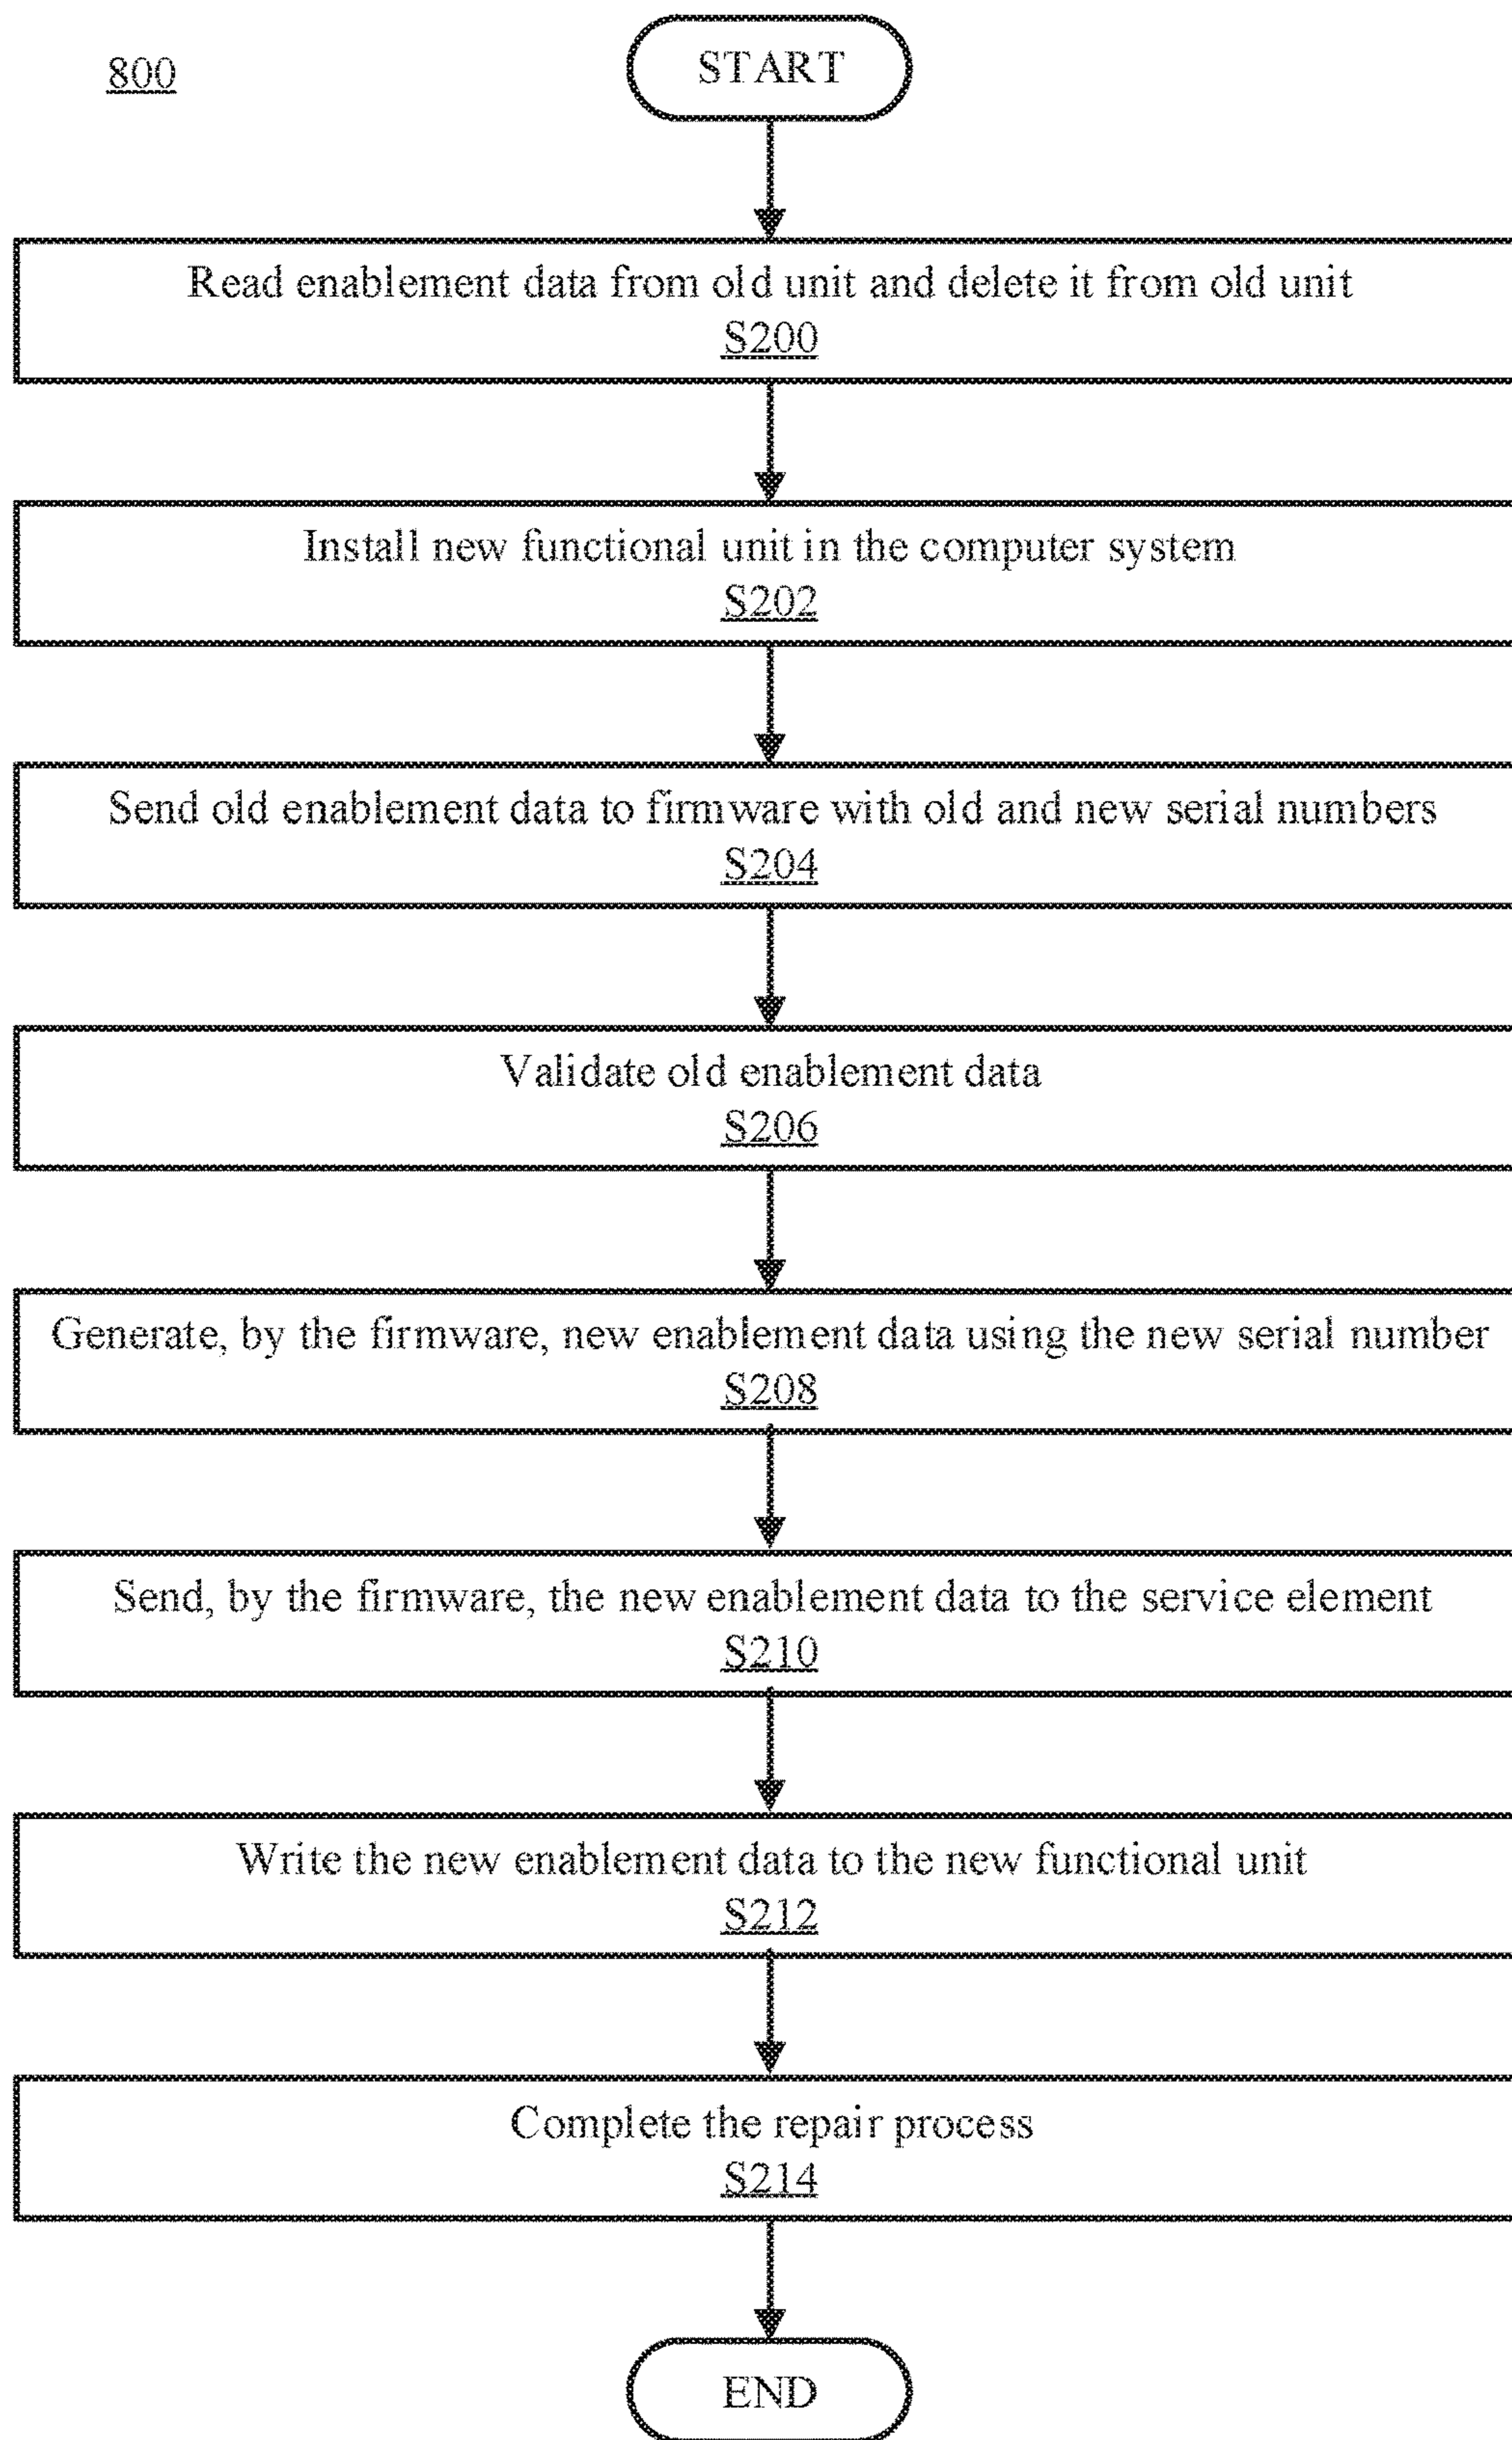 800
START
Read enablement data from old unit and delete it from old unit
S200
Install new functional unit in the computer system
S202
Send old enablement data to firmware with old and new serial numbers
S204
Validate old enablement data
S206
Generate, by the firmware, new enablement data using the new serial number
S208
Send, by the firmware, the new enablement data to the service element
S210
Write the new enablement data to the new functional unit
S212
Complete the repair process
S214
END